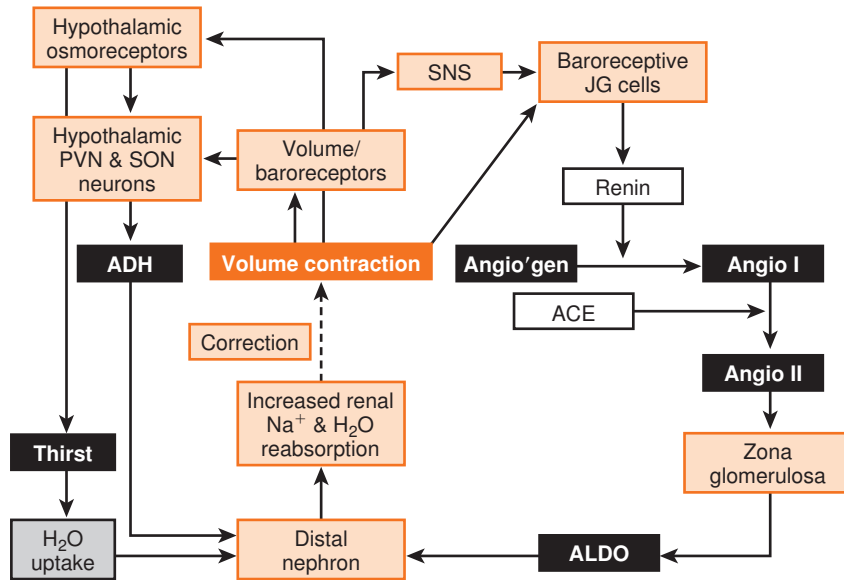 Hypothalamic
osmoreceptors
SNS
Baroreceptive
JG cells
Hypothalamic
PVN & SON
neurons
Volume/
baroreceptors
Renin
ADH
Volume contraction
Angio'gen
Angio I
ACE
Correction
Angio II
Increased renal
Na⁺ & H₂O
reabsorption
Thirst
Zona
glomerulosa
H₂O
uptake
Distal
nephron
ALDO